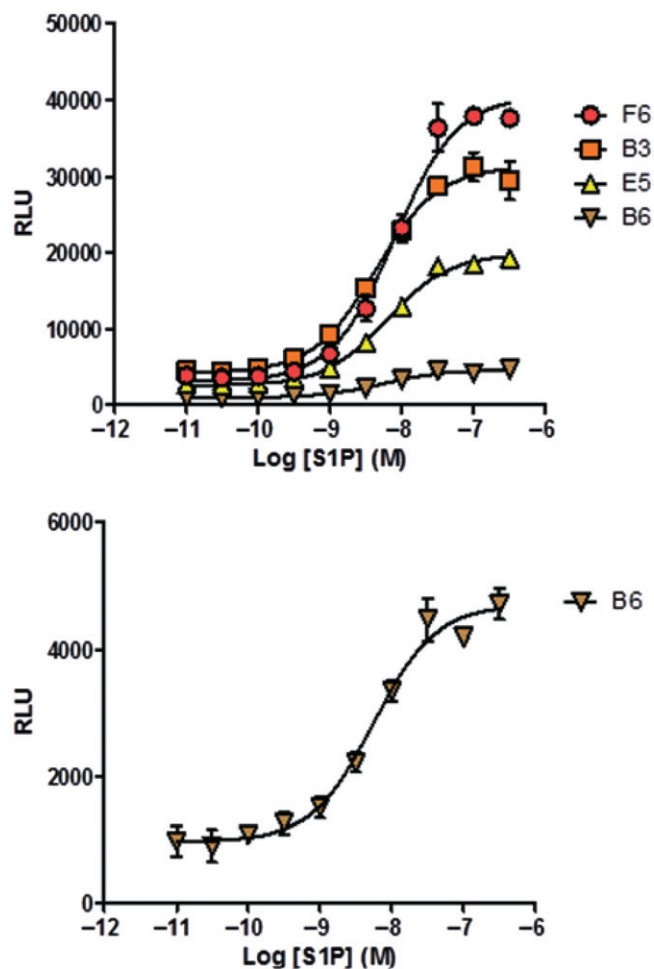 50000
40000
30000
20000
10000
0
RLU
–12 –11 –10 –9 –8 –7 –6
Log [S1P] (M)
F6
B3
E5
B6
6000
4000
2000
0
RLU
–12 –11 –10 –9 –8 –7 –6
Log [S1P] (M)
B6